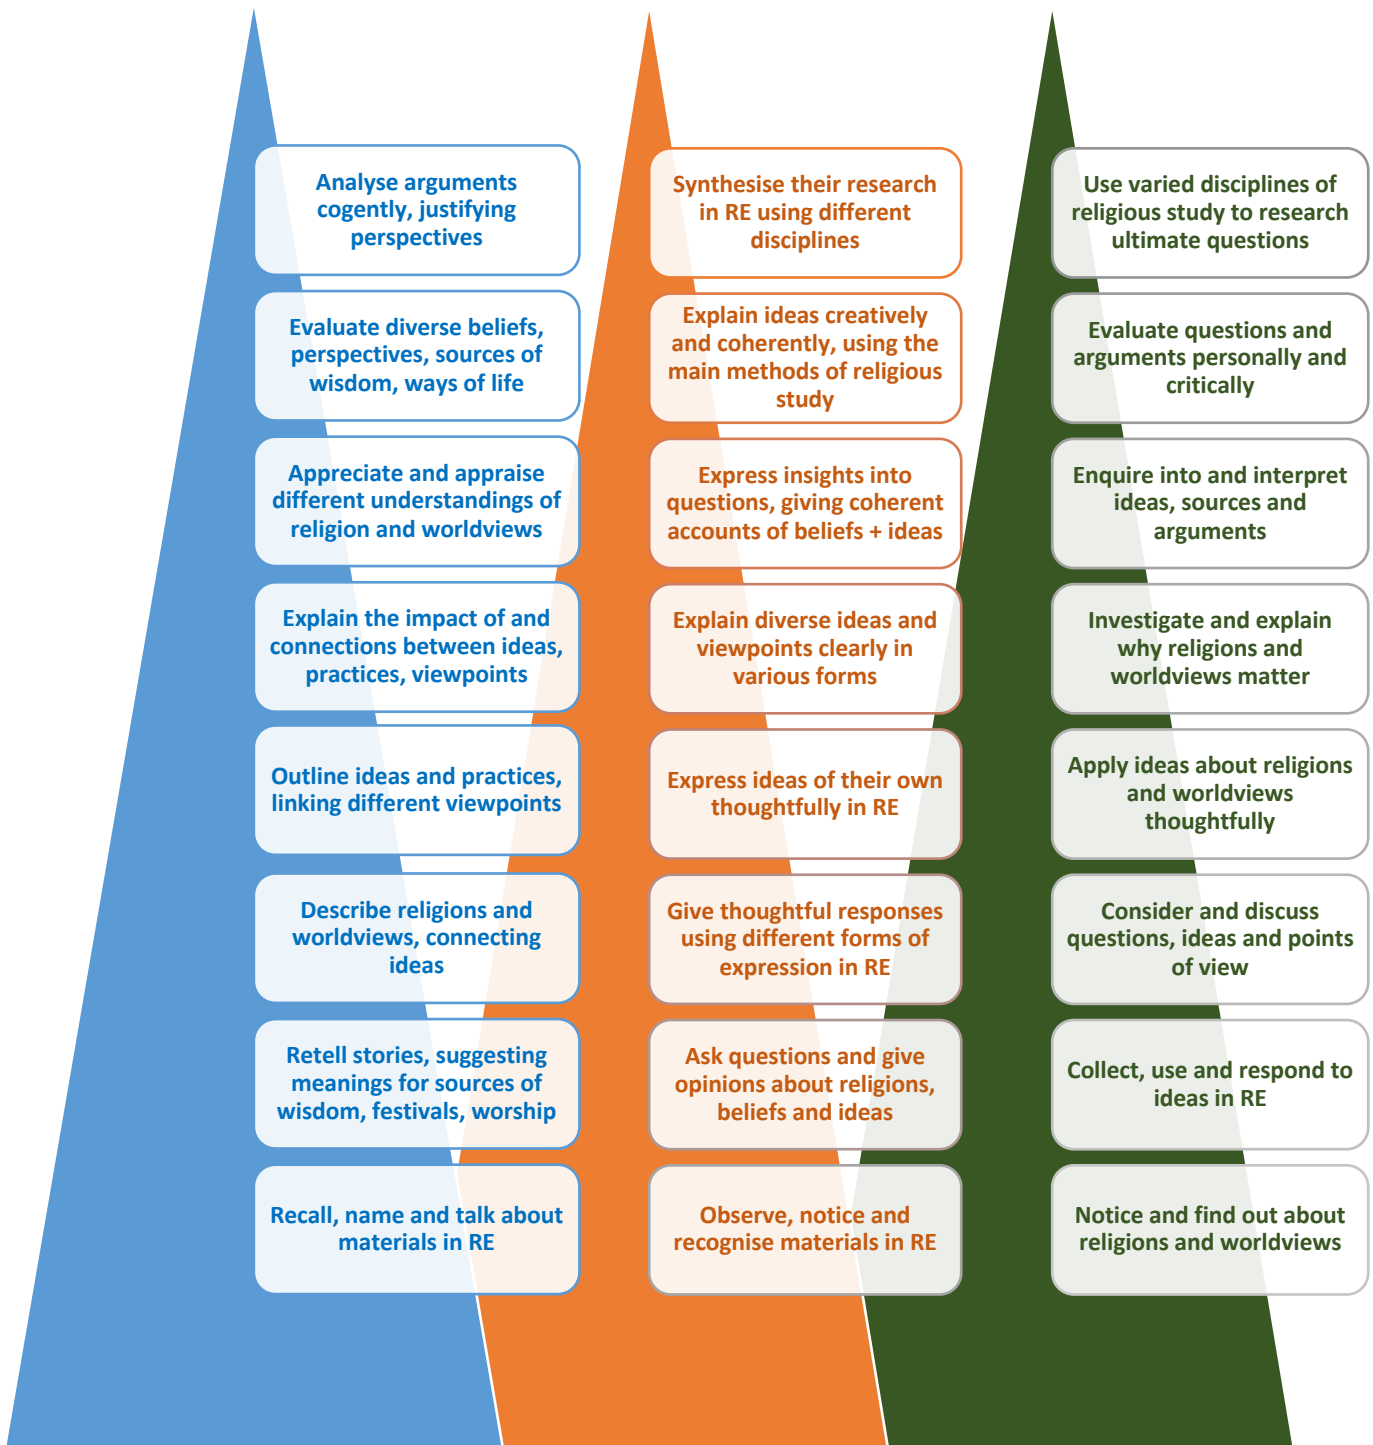 Analyse arguments
cogently, justifying
perspectives
Evaluate diverse beliefs,
perspectives, sources of
wisdom, ways of life
Appreciate and appraise
different understandings of
religion and worldviews
Explain the impact of and
connections between ideas,
practices, viewpoints
Outline ideas and practices,
linking different viewpoints
Describe religions and
worldviews, connecting
ideas
Retell stories, suggesting
meanings for sources of
wisdom, festivals, worship
Recall, name and talk about
materials in RE
Synthesise their research
in RE using different
disciplines
Explain ideas creatively
and coherently, using the
main methods of religious
study
Express insights into
questions, giving coherent
accounts of beliefs + ideas
Explain diverse ideas and
viewpoints clearly in
various forms
Express ideas of their own
thoughtfully in RE
Give thoughtful responses
using different forms of
expression in RE
Ask questions and give
opinions about religions,
beliefs and ideas
Observe, notice and
recognise materials in RE
Use varied disciplines of
religious study to research
ultimate questions
Evaluate questions and
arguments personally and
critically
Enquire into and interpret
ideas, sources and
arguments
Investigate and explain
why religions and
worldviews matter
Apply ideas about religions
and worldviews
thoughtfully
Consider and discuss
questions, ideas and points
of view
Collect, use and respond to
ideas in RE
Notice and find out about
religions and worldviews